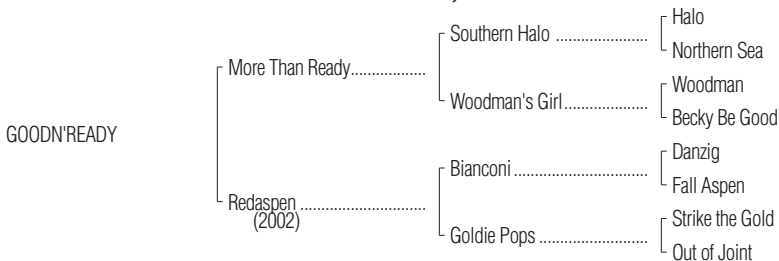 Halo
Southern Halo ....................
Northern Sea
More Than Ready..................
Woodman
Woodman's Girl..................
Becky Be Good
GOODN'READY
Danzig
Bianconi .............................
Fall Aspen
Redaspen ............................
(2002)
Strike the Gold
Goldie Pops ........................
Out of Joint